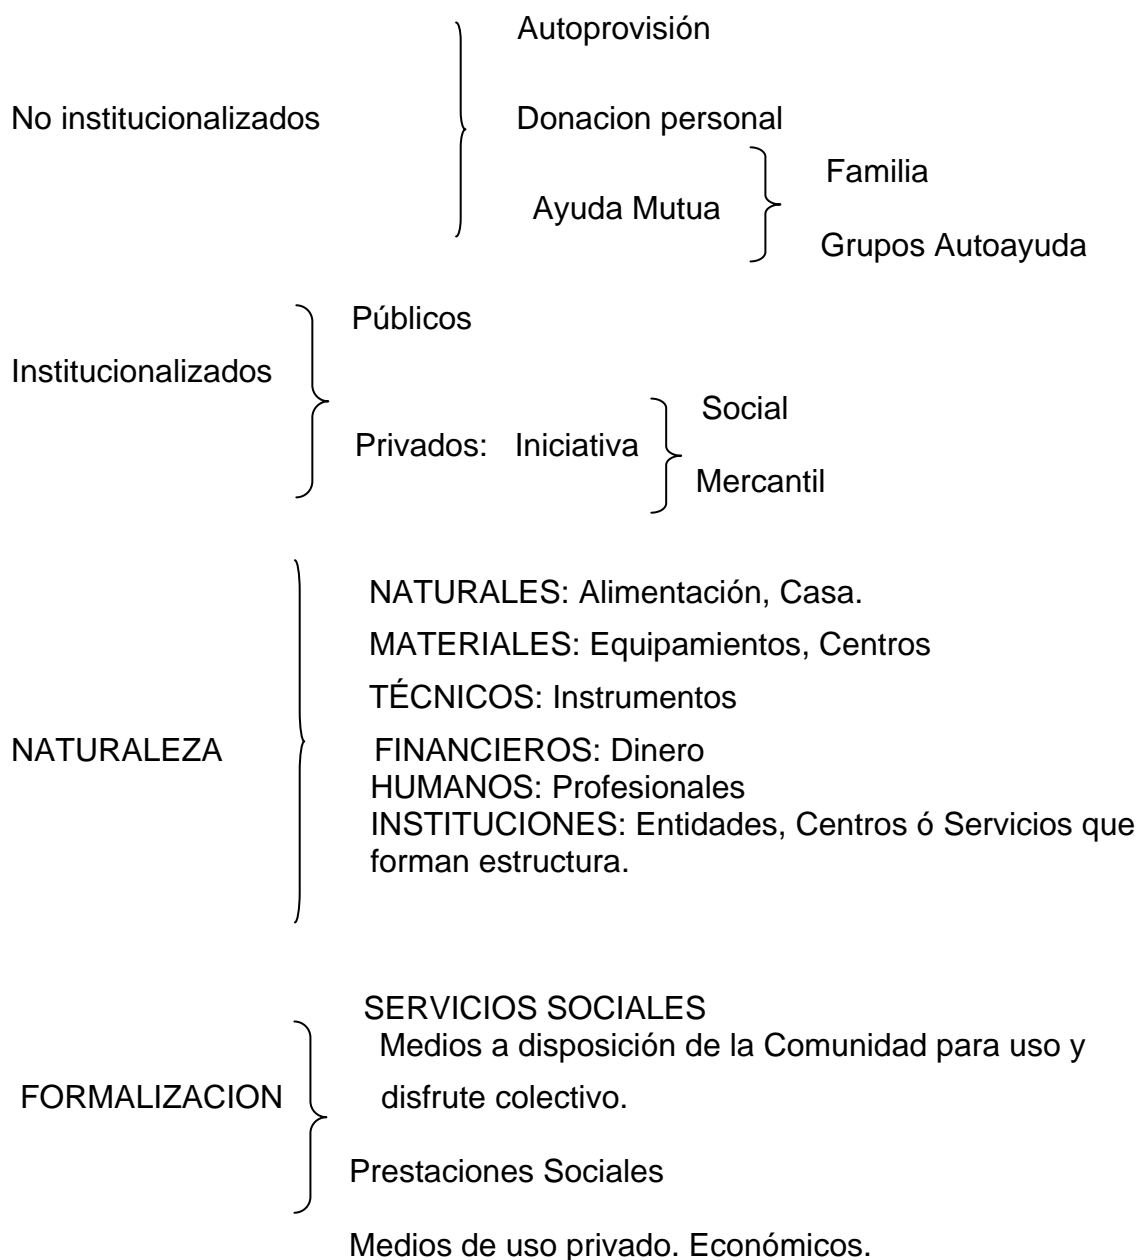 Autoprovisión
No institucionalizados
Donacion personal
Ayuda Mutua
Familia
Grupos Autoayuda
Institucionalizados
Públicos
Privados: Iniciativa
Social
Mercantil
NATURALEZA
NATURALES: Alimentación, Casa.
MATERIALES: Equipamientos, Centros
TÉCNICOS: Instrumentos
FINANCIEROS: Dinero
HUMANOS: Profesionales
INSTITUCIONES: Entidades, Centros ó Servicios que
forman estructura.
FORMALIZACION
SERVICIOS SOCIALES
Medios a disposición de la Comunidad para uso y
disfrute colectivo.
Prestaciones Sociales
Medios de uso privado. Económicos.